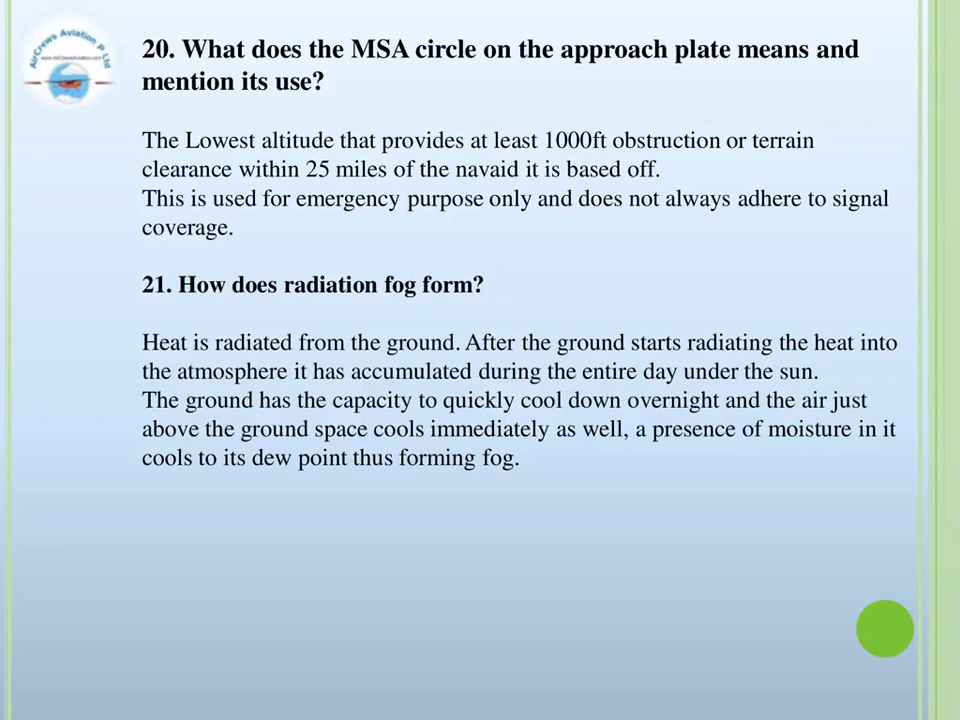 AirCrews Aviation P Ltd
www.AirCrewsAviation.com
20. What does the MSA circle on the approach plate means and
mention its use?
The Lowest altitude that provides at least 1000ft obstruction or terrain
clearance within 25 miles of the navaid it is based off.
This is used for emergency purpose only and does not always adhere to signal
coverage.
21. How does radiation fog form?
Heat is radiated from the ground. After the ground starts radiating the heat into
the atmosphere it has accumulated during the entire day under the sun.
The ground has the capacity to quickly cool down overnight and the air just
above the ground space cools immediately as well, a presence of moisture in it
cools to its dew point thus forming fog.